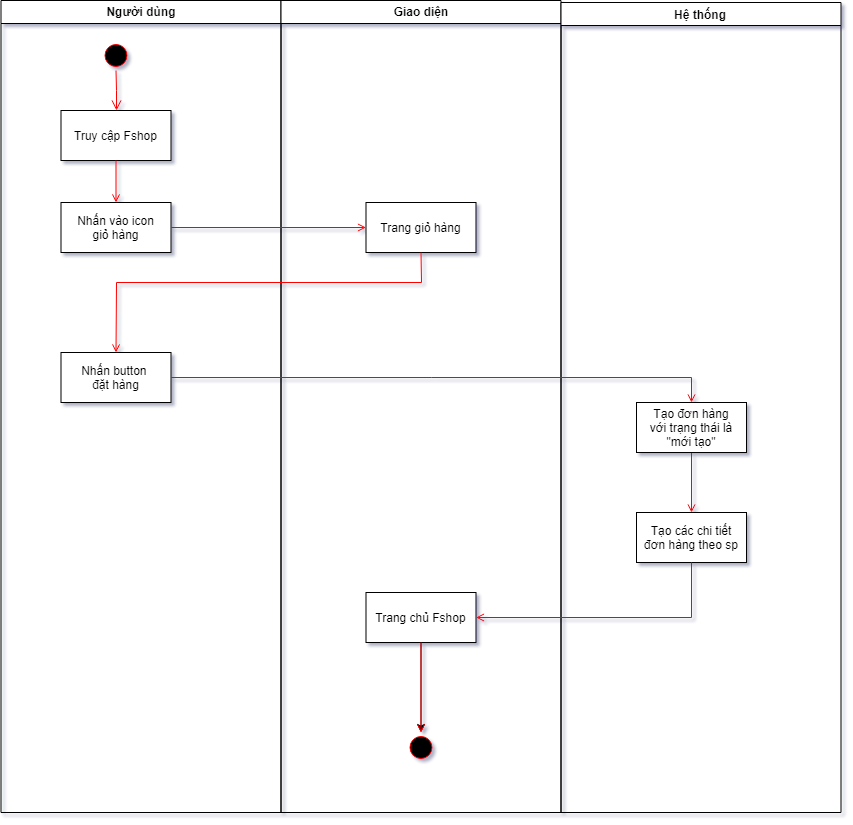 Người dùng
Giao diện
Hệ thống
Truy cập Fshop
Nhấn vào icon
giỏ hàng
Trang giỏ hàng
Nhấn button
đặt hàng
Tạo đơn hàng
với trạng thái là
"mới tạo"
Tạo các chi tiết
đơn hàng theo sp
Trang chủ Fshop